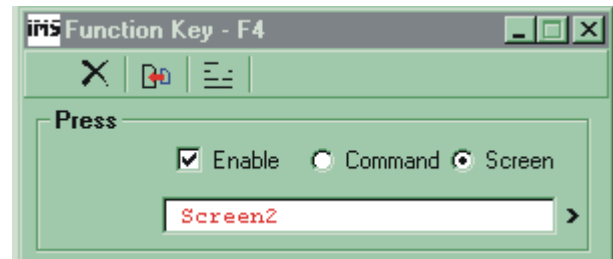 iMS Function Key - F4
Press
Enable Command Screen
Screen2